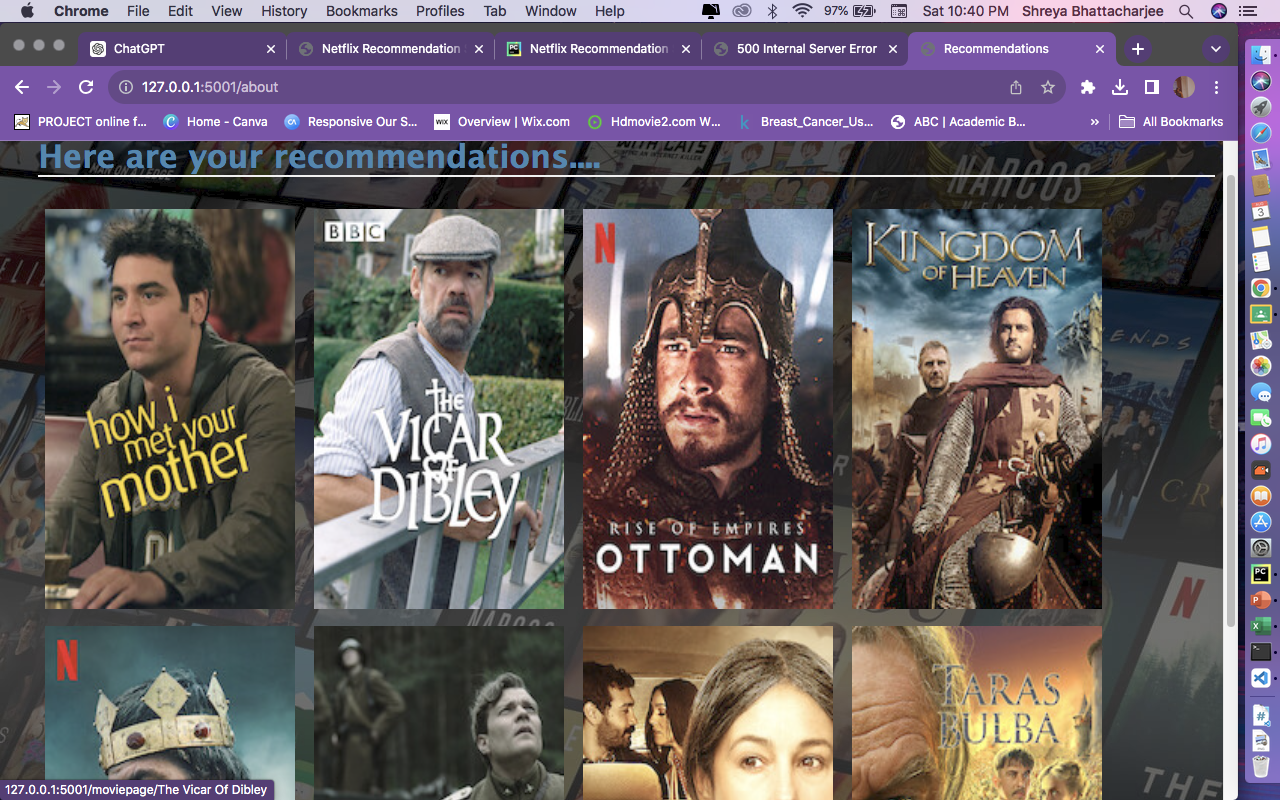 Chrome File Edit View History Bookmarks Profiles Tab Window Help 97% Sat 10:40 PM Shreya Bhattacharjee
ChatGPT Netflix Recommendation Netflix Recommendation 500 Internal Server Error Recommendations
127.0.0.1:5001/about
PROJECT online f... Home - Canva Responsive Our S... WIX Overview | Wix.com Hdmovie2.com W... Breast_Cancer_Us... ABC | Academic B... » All Bookmarks
Here are your recommendations....
NARCOS
BBC
N
KINGDOM
OF HEAVEN
how i
met your
mother
THE
VICAR
OF
DIBLEY
RISE OF EMPIRES
OTTOMAN
N
TARAS
BULBA
N
THE
127.0.0.1:5001/moviepage/The Vicar Of Dibley